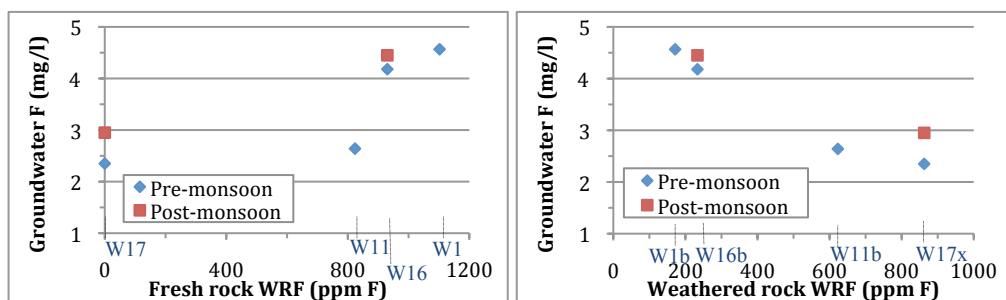 Groundwater F (mg/l)
5
4
3
2
1
Pre-monsoon
Post-monsoon
W17
W11
W16
W1
0
400
800
1200
Fresh rock WRF (ppm F)
Groundwater F (mg/l)
5
4
3
2
1
Pre-monsoon
Post-monsoon
W1b
W16b
W11b
W17x
0
200
400
600
800
1000
Weathered rock WRF (ppm F)